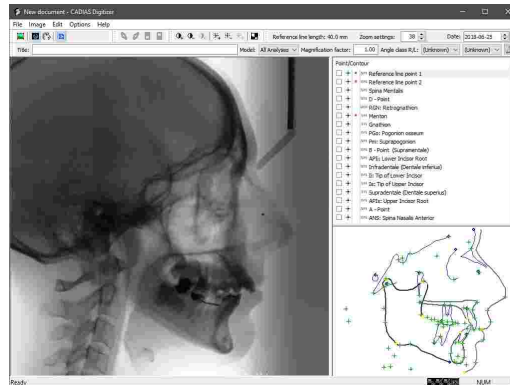 New document - CADIAS Digitizer
File Image Edit Options Help
Reference line length: 40.0 mm Zoom settings: 38 Date: 2018-06-25
Title: Model: All Analyses Magnification factor: 1.00 Angle class R/L: (Unknown) (Unknown)
Point/Contour
Reference line point 1
Reference line point 2
Spina Mentalis
D - Point
RGN: Retrognathion
Menton
Gnathion
PGo: Pogonion osseum
Pm: Suprapogonion
B - Point (Supramentale)
APIi: Lower Incisor Root
Infradentale (Dentale inferius)
Ii: Tip of Lower Incisor
Is: Tip of Upper Incisor
Supradentale (Dentale superius)
APIs: Upper Incisor Root
A - Point
ANS: Spina Nasalis Anterior
Ready NUM